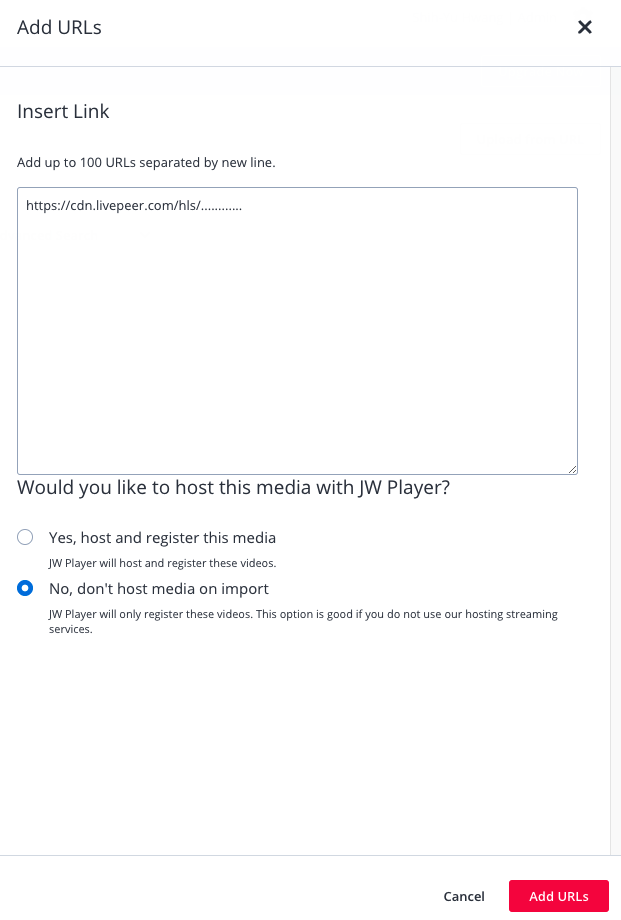 Add URLs
Insert Link
Add up to 100 URLs separated by new line.
https://cdn.livepeer.com/hls/............
Would you like to host this media with JW Player?
Yes, host and register this media
JW Player will host and register these videos.
No, don't host media on import
JW Player will only register these videos. This option is good if you do not use our hosting streaming
services.
Cancel
Add URLs